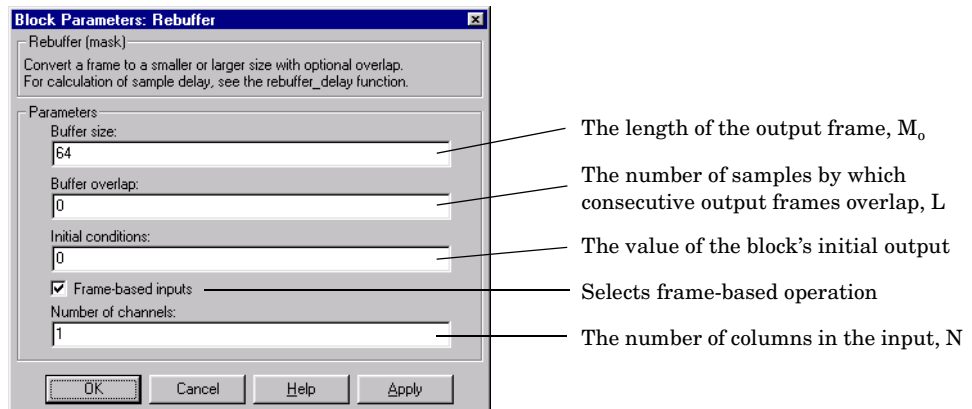 Block Parameters: Rebuffer
Rebuffer (mask)
Convert a frame to a smaller or larger size with optional overlap.
For calculation of sample delay, see the rebuffer_delay function.
Parameters
Buffer size:
64
Buffer overlap:
0
Initial conditions:
0
Frame-based inputs
Number of channels:
1
OK Cancel Help Apply
The length of the output frame, Mₒ
The number of samples by which
consecutive output frames overlap, L
The value of the block's initial output
Selects frame-based operation
The number of columns in the input, N